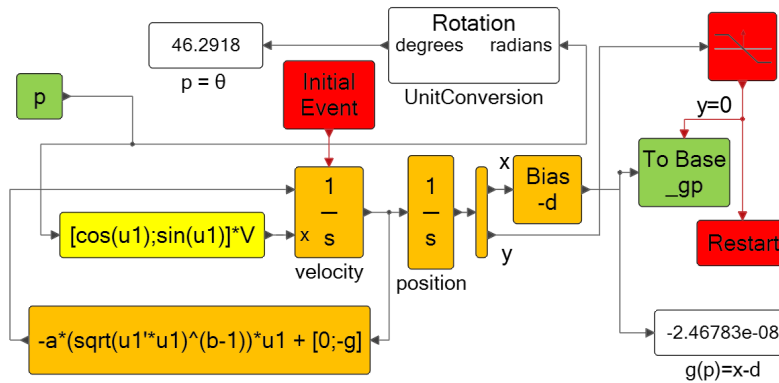 Rotation
degrees radians
UnitConversion
46.2918
p = θ
p
Initial
Event
y=0
To Base
_gp
Restart
x
Bias
-d
y
1
s
x
velocity
1
s
position
[cos(u1);sin(u1)]*V
-a*(sqrt(u1'*u1)^(b-1))*u1 + [0;-g]
-2.46783e-08
g(p)=x-d